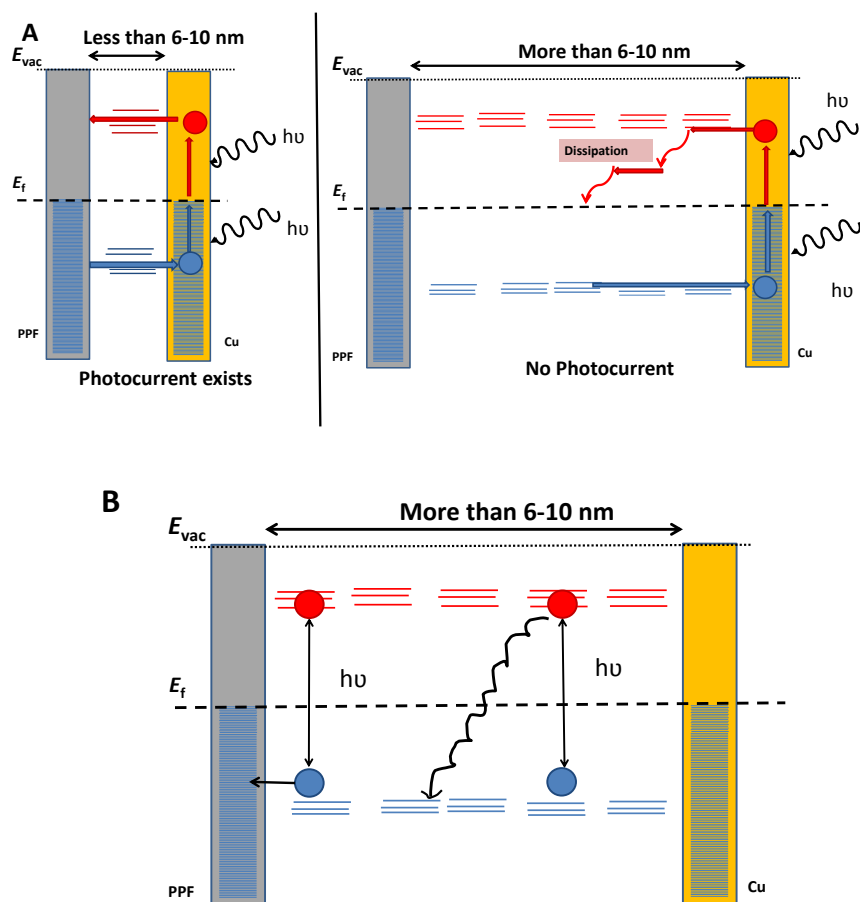 A
Less than 6-10 nm
Evac
hυ
Ef
hυ
PPF
Cu
Photocurrent exists
More than 6-10 nm
Evac
hυ
Dissipation
Ef
hυ
PPF
Cu
No Photocurrent
B
More than 6-10 nm
Evac
hυ
hυ
Ef
PPF
Cu